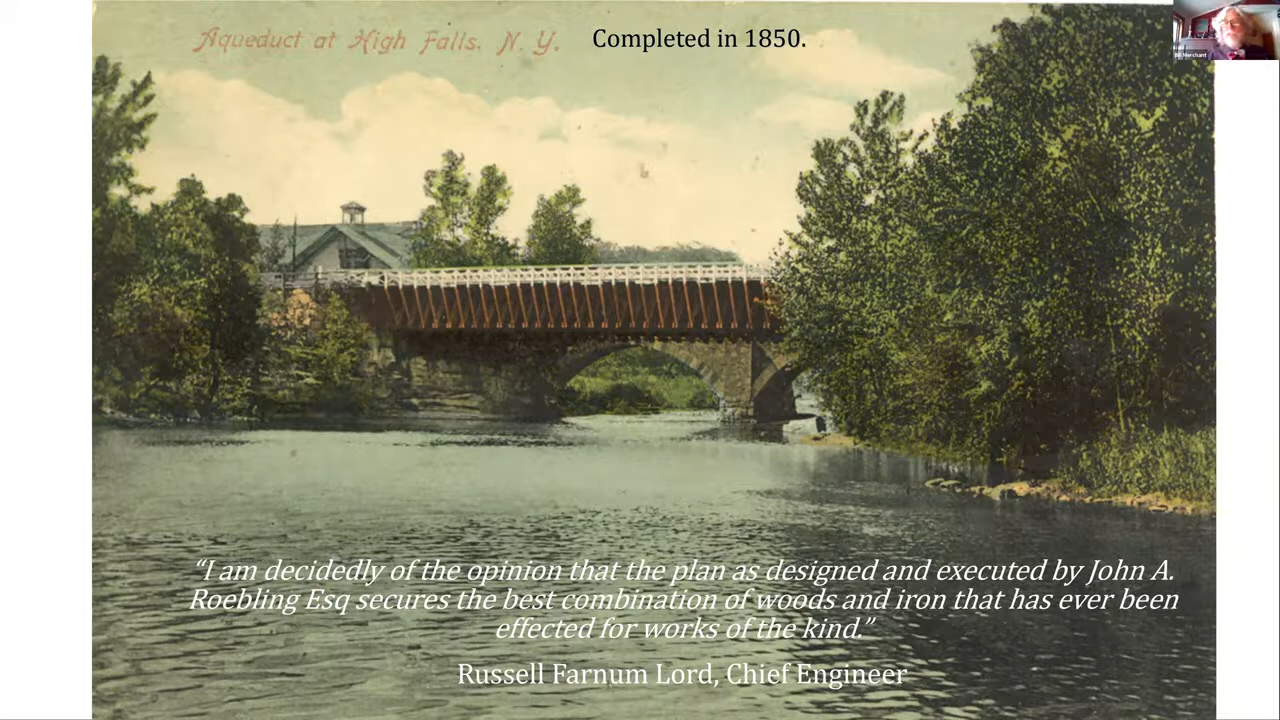 Aqueduct at High Falls. N. Y.
Completed in 1850.
Bill Merchant
“I am decidedly of the opinion that the plan as designed and executed by John A.
Roebling Esq secures the best combination of woods and iron that has ever been
effected for works of the kind.”
Russell Farnum Lord, Chief Engineer